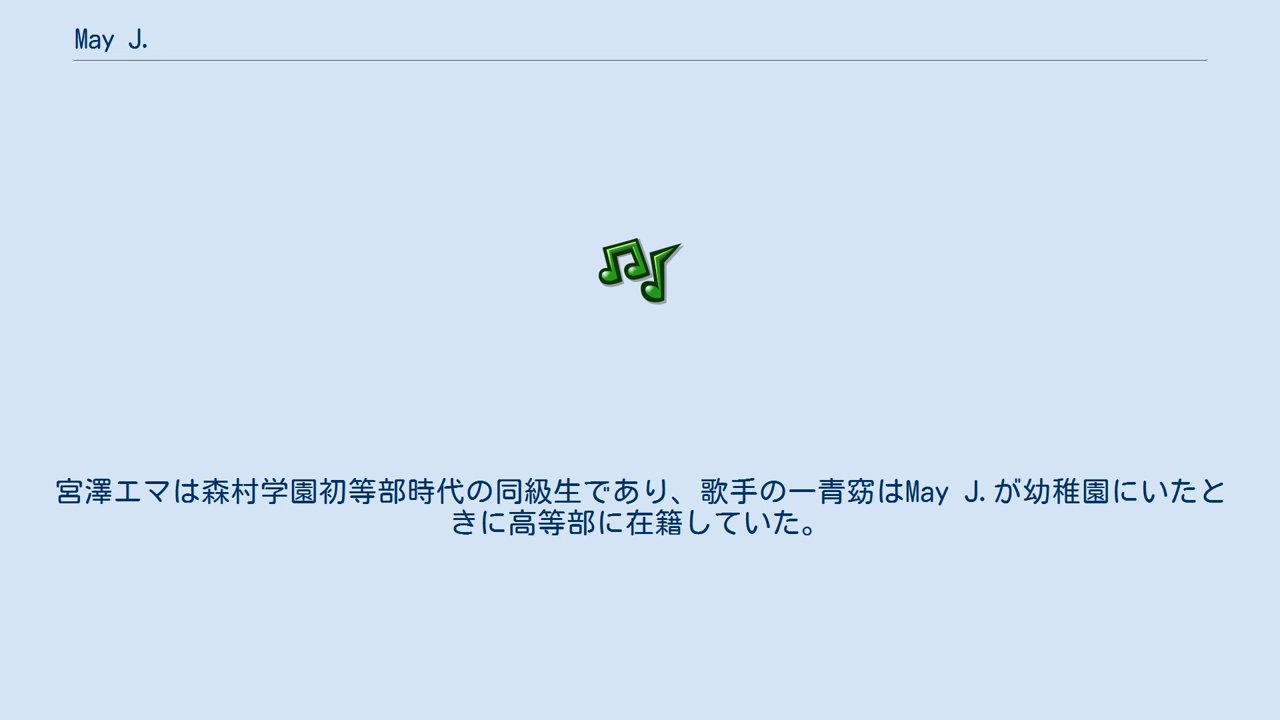 May J.
宮澤エマは森村学園初等部時代の同級生であり、歌手の一青窈はMay J.が幼稚園にいたと
きに高等部に在籍していた。